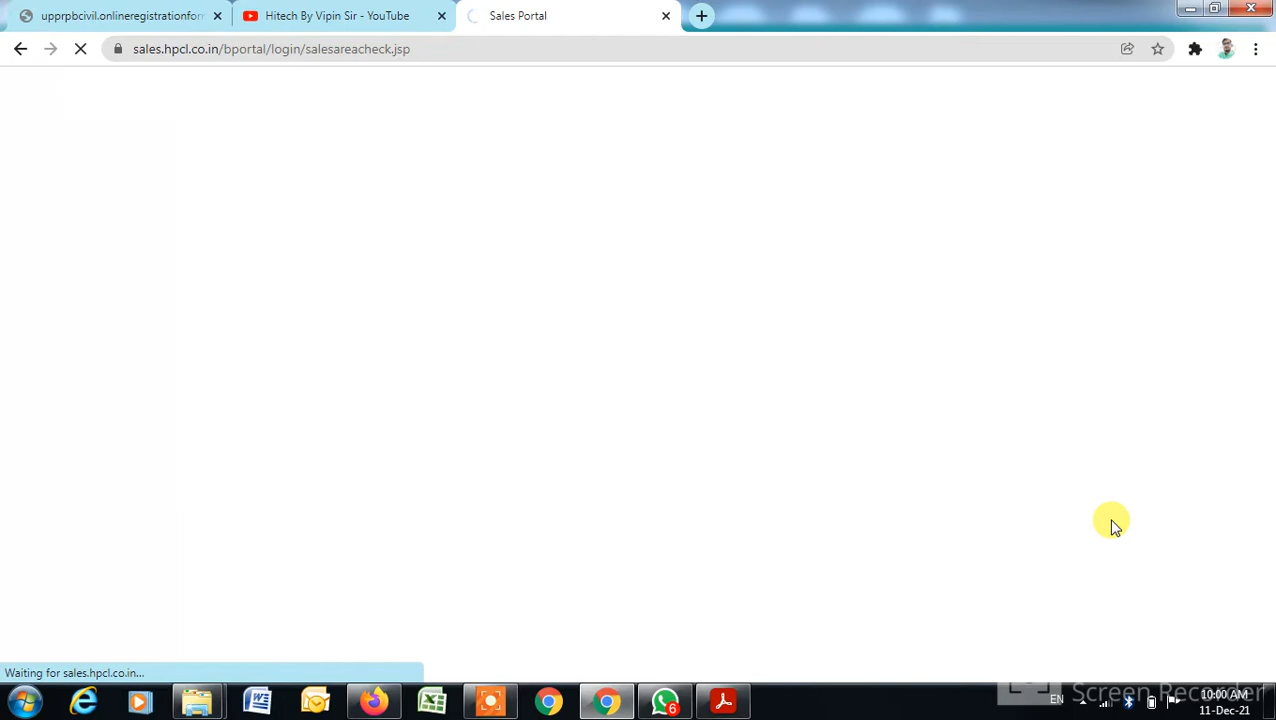 upprpbcivil.onlineregistrationfor
Hitech By Vipin Sir - YouTube
Sales Portal
sales.hpcl.co.in/bportal/login/salesareacheck.jsp
Waiting for sales.hpcl.co.in...
6
EN
10:00 AM
11-Dec-21
Screen Recorder